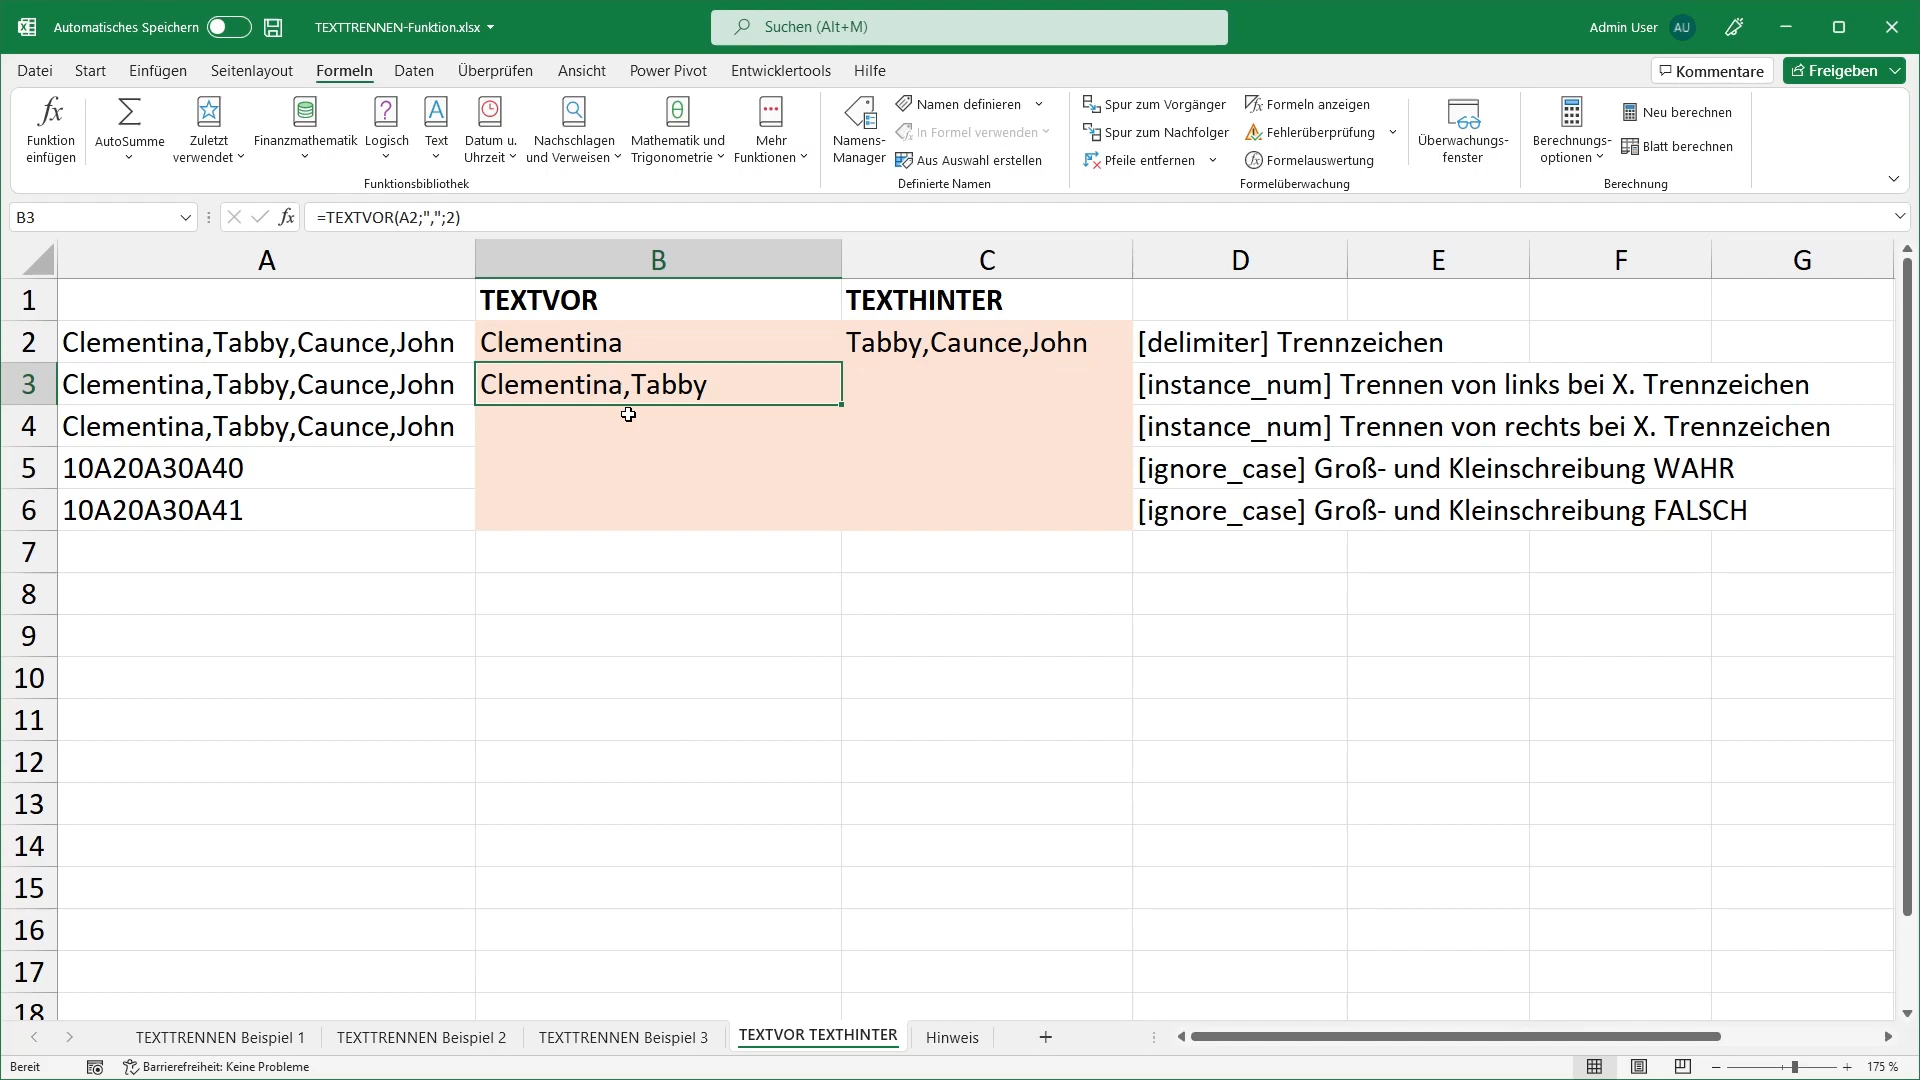 Automatisches Speichern
TEXTTRENNEN-Funktion.xlsx
Suchen (Alt+M)
Admin User
AU
Datei
Start
Einfügen
Seitenlayout
Formeln
Daten
Überprüfen
Ansicht
Power Pivot
Entwicklertools
Hilfe
Kommentare
Freigeben
Funktion einfügen
AutoSumme
Zuletzt verwendet
Finanzmathematik
Logisch
Text
Datum u. Uhrzeit
Nachschlagen und Verweisen
Mathematik und Trigonometrie
Mehr Funktionen
Funktionsbibliothek
Namens-Manager
Namen definieren
In Formel verwenden
Aus Auswahl erstellen
Definierte Namen
Spur zum Vorgänger
Spur zum Nachfolger
Pfeile entfernen
Formeln anzeigen
Fehlerüberprüfung
Formelauswertung
Formelüberwachung
Überwachungs-fenster
Berechnungs-optionen
Neu berechnen
Blatt berechnen
Berechnung
B3
fx
=TEXTVOR(A2;",";2)
A B C D E F G
1 TEXTVOR TEXTHINTER
2 Clementina,Tabby,Caunce,John Clementina Tabby,Caunce,John [delimiter] Trennzeichen
3 Clementina,Tabby,Caunce,John Clementina,Tabby [instance_num] Trennen von links bei X. Trennzeichen
4 Clementina,Tabby,Caunce,John [instance_num] Trennen von rechts bei X. Trennzeichen
5 10A20A30A40 [ignore_case] Groß- und Kleinschreibung WAHR
6 10A20A30A41 [ignore_case] Groß- und Kleinschreibung FALSCH
7
8
9
10
11
12
13
14
15
16
17
18
TEXTTRENNEN Beispiel 1
TEXTTRENNEN Beispiel 2
TEXTTRENNEN Beispiel 3
TEXTVOR TEXTHINTER
Hinweis
Bereit
Barrierefreiheit: Keine Probleme
175 %